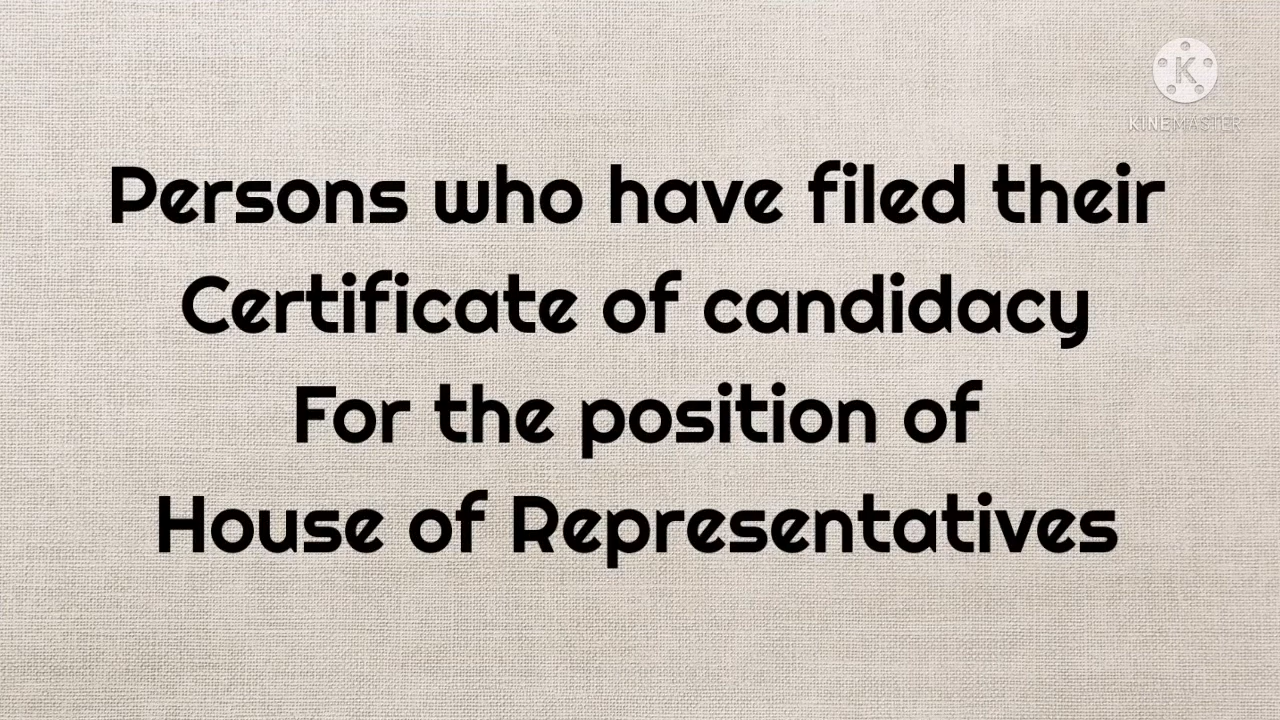 K
KINEMASTER
Persons who have filed their
Certificate of candidacy
For the position of
House of Representatives